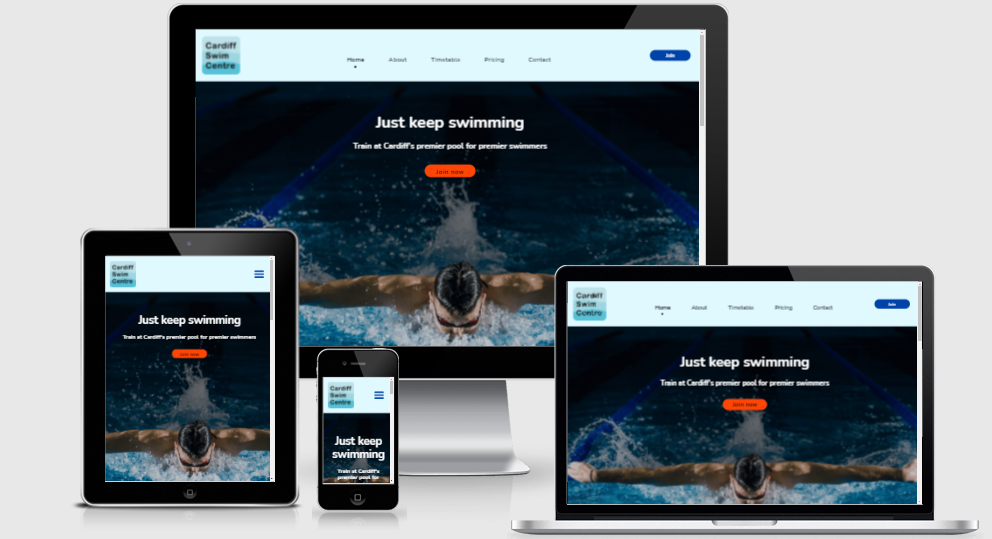 Cardiff
Swim
Centre
Home About Timetable Pricing Contact
Join
Just keep swimming
Train at Cardiff's premier pool for premier swimmers
Join now
Cardiff
Swim
Centre
Just keep swimming
Train at Cardiff's premier pool for premier swimmers
Join now
Cardiff
Swim
Centre
Just keep
swimming
Train at Cardiff's
premier pool for
Cardiff
Swim
Centre
Home About Timetable Pricing Contact
Join
Just keep swimming
Train at Cardiff's premier pool for premier swimmers
Join now